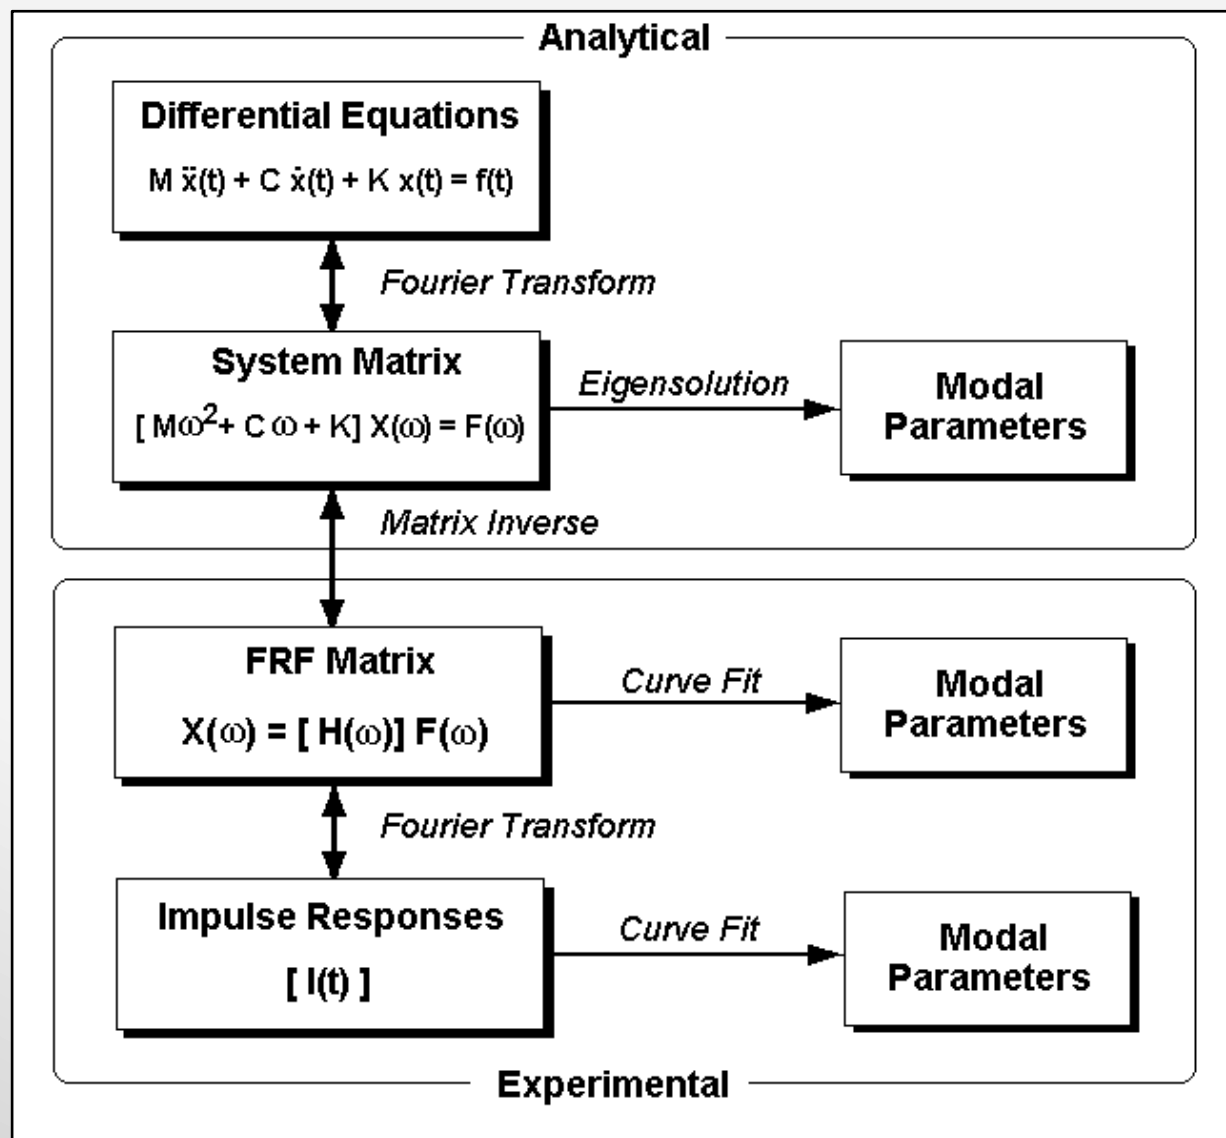 Analytical
Differential Equations
M ẍ(t) + C ẋ(t) + K x(t) = f(t)
Fourier Transform
System Matrix
[ Mω²+ C ω + K] X(ω) = F(ω)
Eigensolution
Modal
Parameters
Matrix Inverse
FRF Matrix
X(ω) = [ H(ω)] F(ω)
Curve Fit
Modal
Parameters
Fourier Transform
Impulse Responses
[ I(t) ]
Curve Fit
Modal
Parameters
Experimental